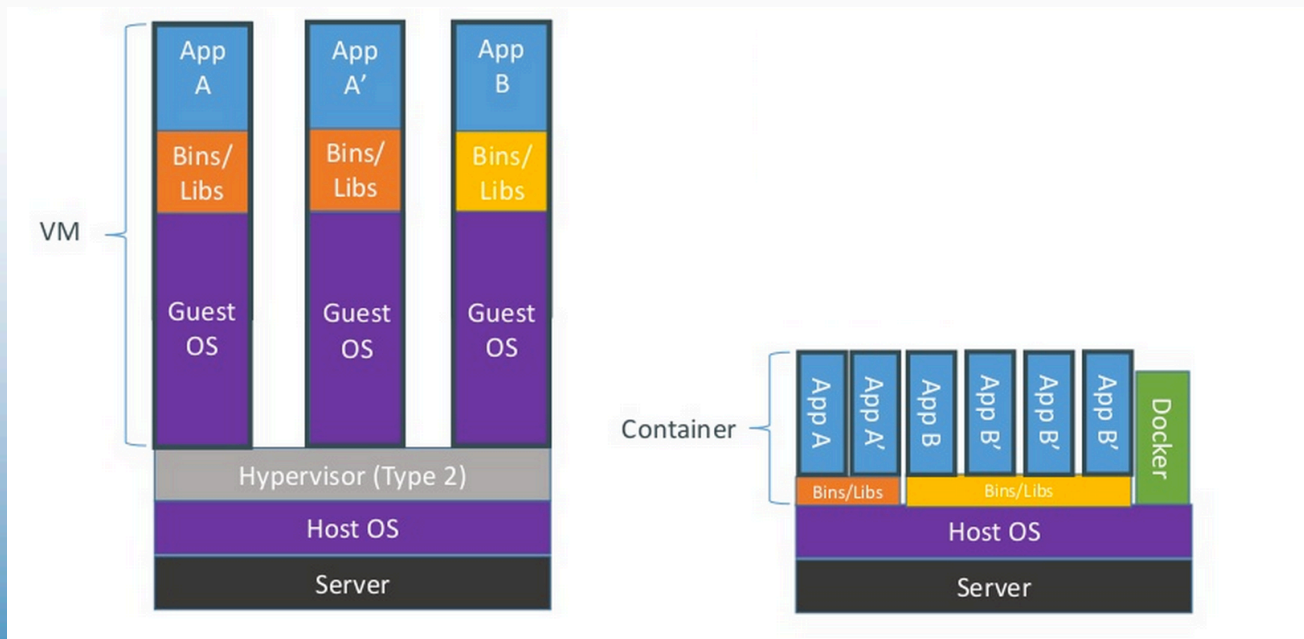 App
A
App
A’
App
B
Bins/
Libs
Bins/
Libs
Bins/
Libs
VM
Guest
OS
Guest
OS
Guest
OS
Hypervisor (Type 2)
Host OS
Server
Container
App A
App A’
App B
App B’
App B’
App B’
Docker
Bins/Libs
Bins/Libs
Host OS
Server